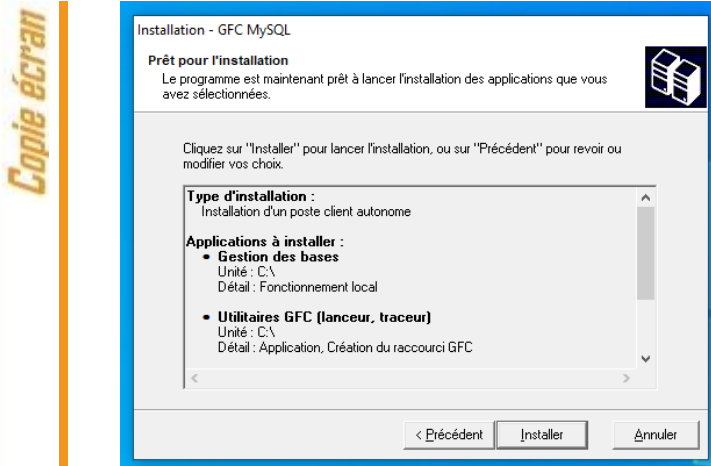 Copie écran
Installation - GFC MySQL
Prêt pour l'installation
Le programme est maintenant prêt à lancer l'installation des applications que vous
avez sélectionnées.
Cliquez sur "Installer" pour lancer l'installation, ou sur "Précédent" pour revoir ou
modifier vos choix.
Type d'installation :
Installation d'un poste client autonome
Applications à installer :
• Gestion des bases
Unité : C:\
Détail : Fonctionnement local
• Utilitaires GFC (lanceur, traceur)
Unité : C:\
Détail : Application, Création du raccourci GFC
< Précédent
Installer
Annuler